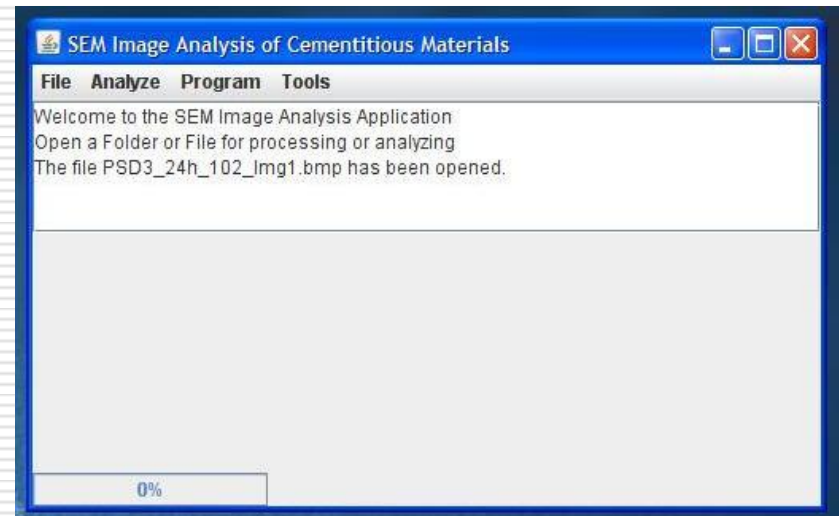 SEM Image Analysis of Cementitious Materials
File Analyze Program Tools
Welcome to the SEM Image Analysis Application
Open a Folder or File for processing or analyzing
The file PSD3_24h_102_Img1.bmp has been opened.
0%